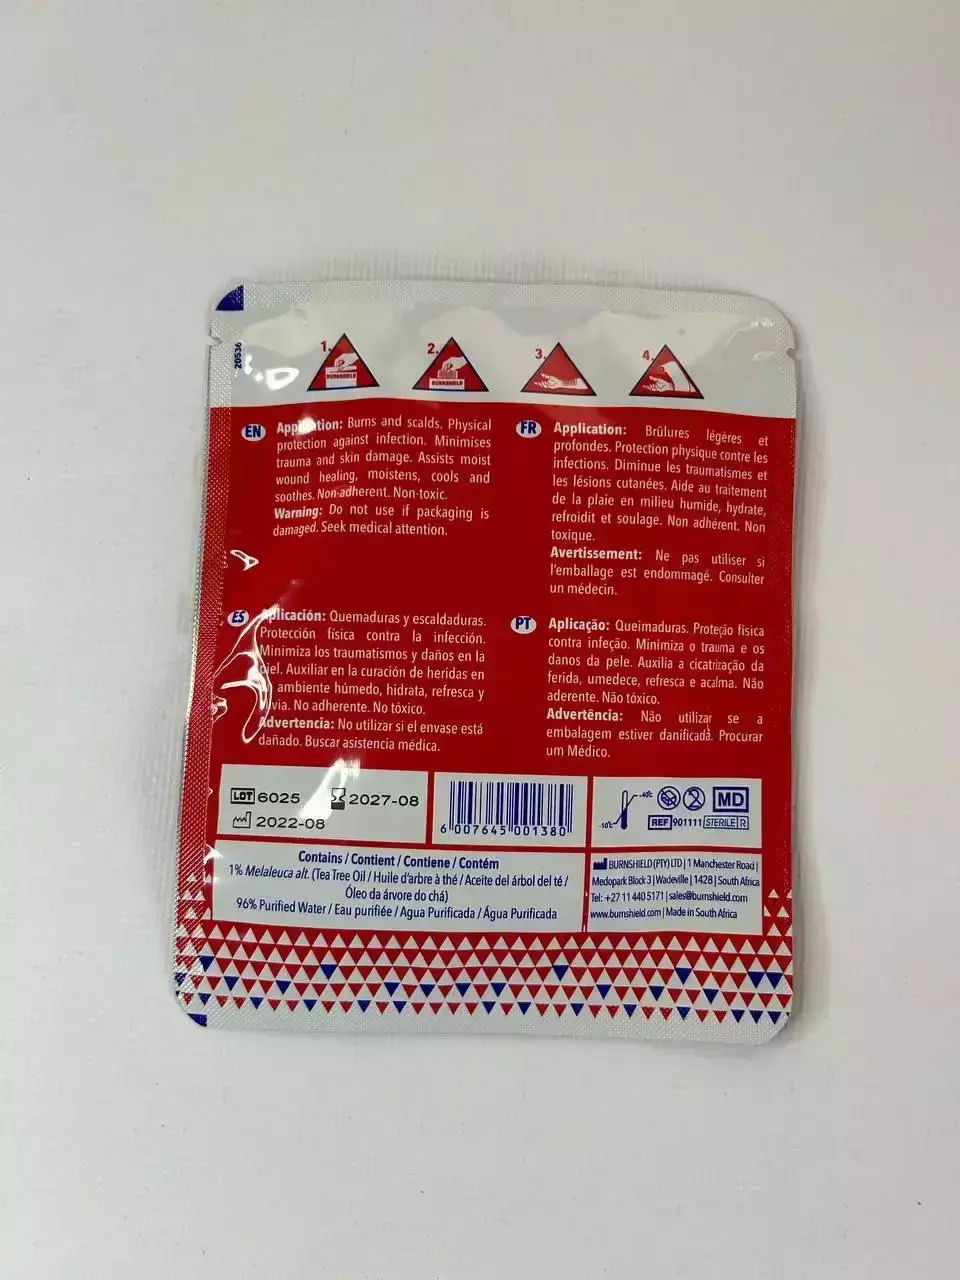 20536
1.
2.
3.
4.
BURNSHIELD
BURNSHIELD
EN
Application: Burns and scalds. Physical
protection against infection. Minimises
trauma and skin damage. Assists moist
wound healing, moistens, cools and
soothes. Non-adherent. Non-toxic.
Warning: Do not use if packaging is
damaged. Seek medical attention.
FR
Application: Brûlures légères et
profondes. Protection physique contre les
infections. Diminue les traumatismes et
les lésions cutanées. Aide au traitement
de la plaie en milieu humide, hydrate,
refroidit et soulage. Non adhérent. Non
toxique.
Avertissement: Ne pas utiliser si
l'emballage est endommagé. Consulter
un médecin.
ES
Aplicación: Quemaduras y escaldaduras.
Protección física contra la infección.
Minimiza los traumatismos y daños en la
piel. Auxiliar en la curación de heridas en
ambiente húmedo, hidrata, refresca y
via. No adherente. No tóxico.
Advertencia: No utilizar si el envase está
dañado. Buscar asistencia médica.
PT
Aplicação: Queimaduras. Proteção física
contra infeção. Minimiza o trauma e os
danos da pele. Auxilia a cicatrização da
ferida, umedece, refresca e acalma. Não
aderente. Não tóxico.
Advertência: Não utilizar se a
embalagem estiver danificada. Procurar
um Médico.
LOT 6025 2027-08
2022-08
6 007645 001380
-10°C 40°C 2 MD
REF 901111 STERILE R
Contains / Contient / Contiene / Contém
1% Melaleuca alt. (Tea Tree Oil / Huile d'arbre à thé / Aceite del árbol del té /
Óleo da árvore do chá)
96% Purified Water / Eau purifiée / Agua Purificada / Água Purificada
BURNSHIELD (PTY) LTD | 1 Manchester Road |
Medopark Block 3 | Wadeville | 1428 | South Africa
Tel: +27 11 440 5171 | sales@burnshield.com
www.burnshield.com | Made in South Africa